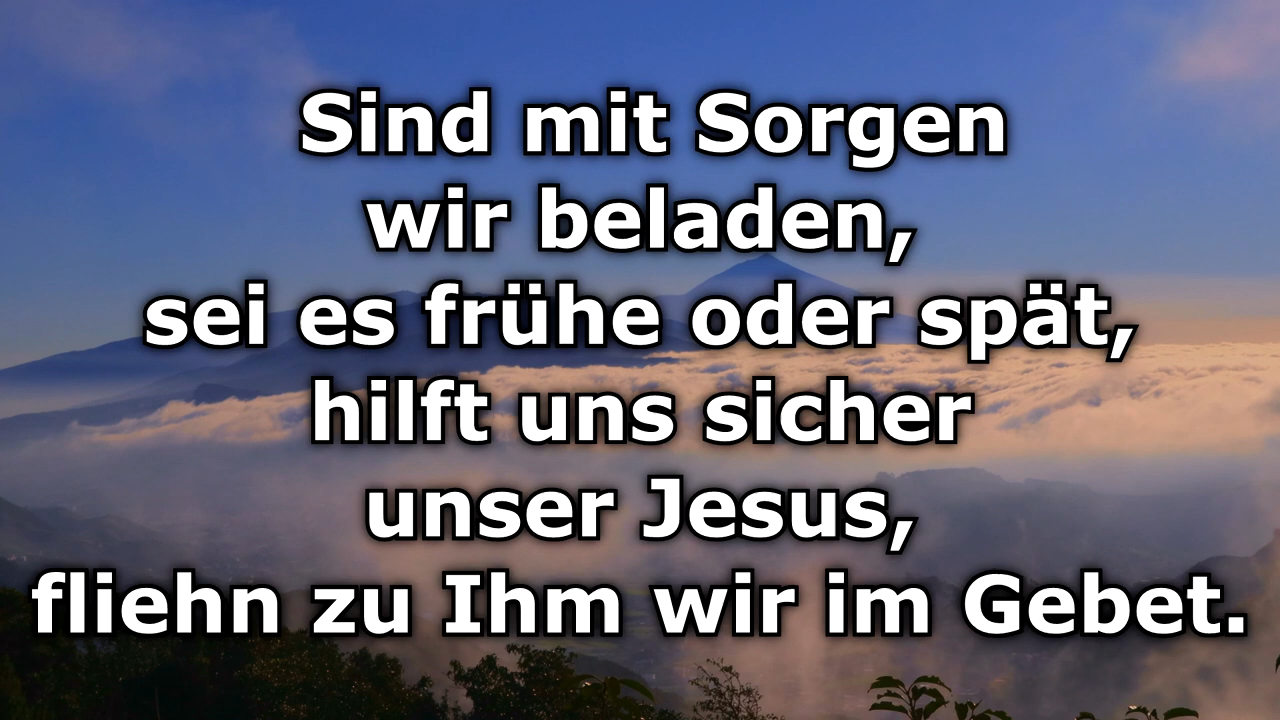 Sind mit Sorgen
wir beladen,
sei es frühe oder spät,
hilft uns sicher
unser Jesus,
fliehn zu Ihm wir im Gebet.